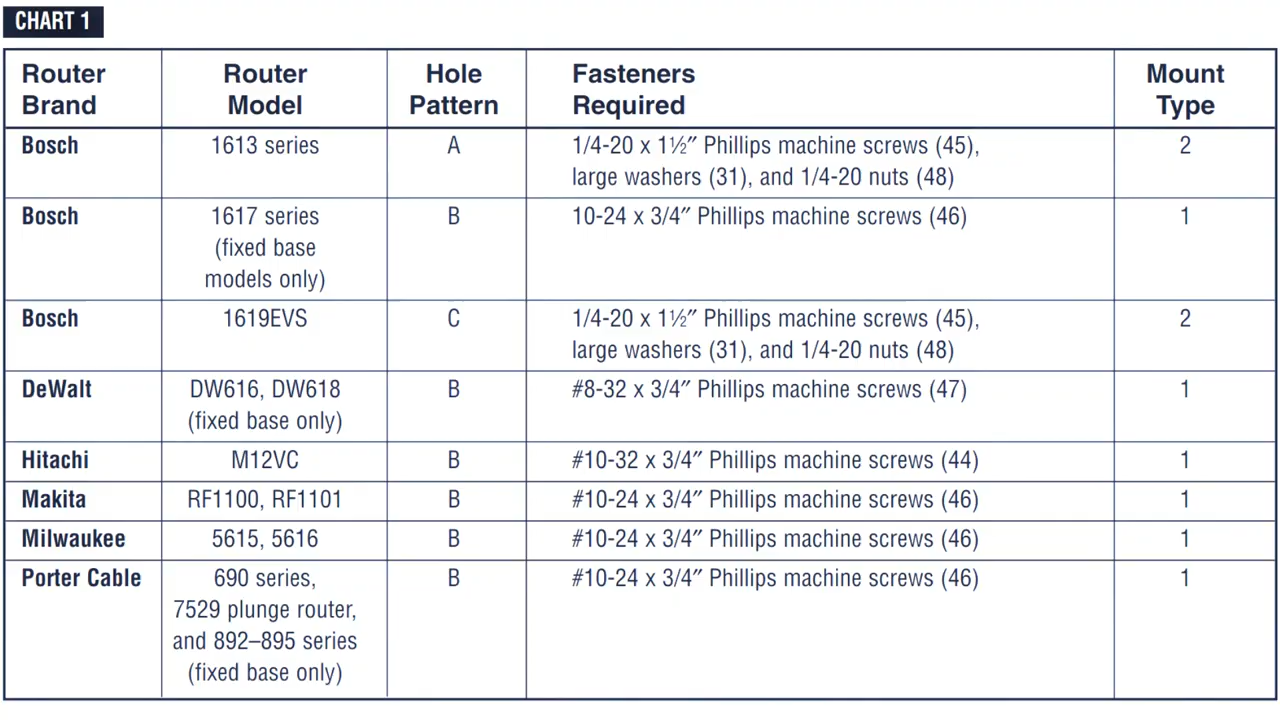 CHART 1
Router Brand Router Model Hole Pattern Fasteners Required Mount Type
Bosch 1613 series A 1/4-20 x 1½″ Phillips machine screws (45), 2
large washers (31), and 1/4-20 nuts (48)
Bosch 1617 series B 10-24 x 3/4″ Phillips machine screws (46) 1
(fixed base
models only)
Bosch 1619EVS C 1/4-20 x 1½″ Phillips machine screws (45), 2
large washers (31), and 1/4-20 nuts (48)
DeWalt DW616, DW618 B #8-32 x 3/4″ Phillips machine screws (47) 1
(fixed base only)
Hitachi M12VC B #10-32 x 3/4″ Phillips machine screws (44) 1
Makita RF1100, RF1101 B #10-24 x 3/4″ Phillips machine screws (46) 1
Milwaukee 5615, 5616 B #10-24 x 3/4″ Phillips machine screws (46) 1
Porter Cable 690 series, B #10-24 x 3/4″ Phillips machine screws (46) 1
7529 plunge router,
and 892–895 series
(fixed base only)